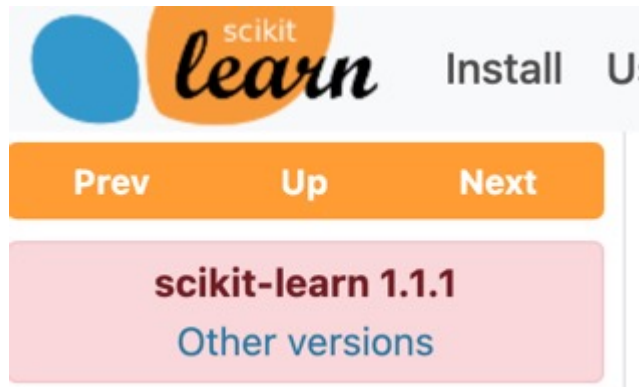 scikit
learn
Install
Prev Up Next
scikit-learn 1.1.1
Other versions